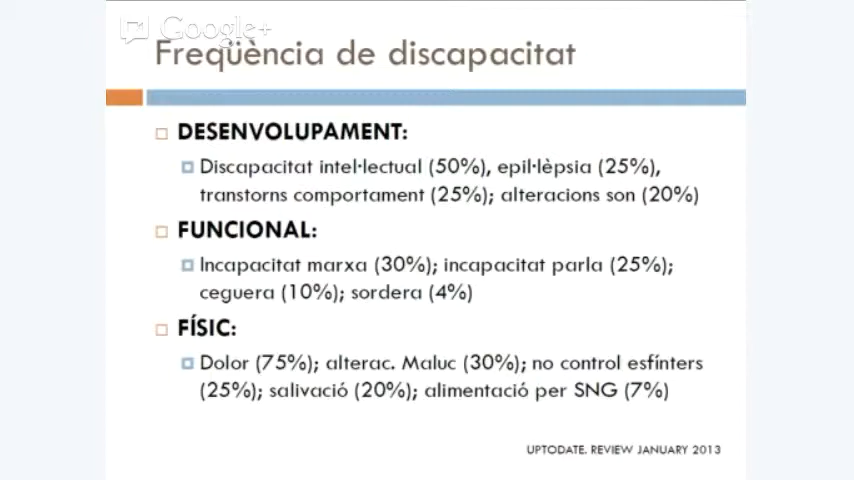 Google+
Freqüència de discapacitat
DESENVOLUPAMENT:
Discapacitat intel·lectual (50%), epil·lèpsia (25%),
transtorns comportament (25%); alteracions son (20%)
FUNCIONAL:
Incapacitat marxa (30%); incapacitat parla (25%);
ceguera (10%); sordera (4%)
FÍSIC:
Dolor (75%); alterac. Maluc (30%); no control esfínters
(25%); salivació (20%); alimentació per SNG (7%)
UPTODATE. REVIEW JANUARY 2013